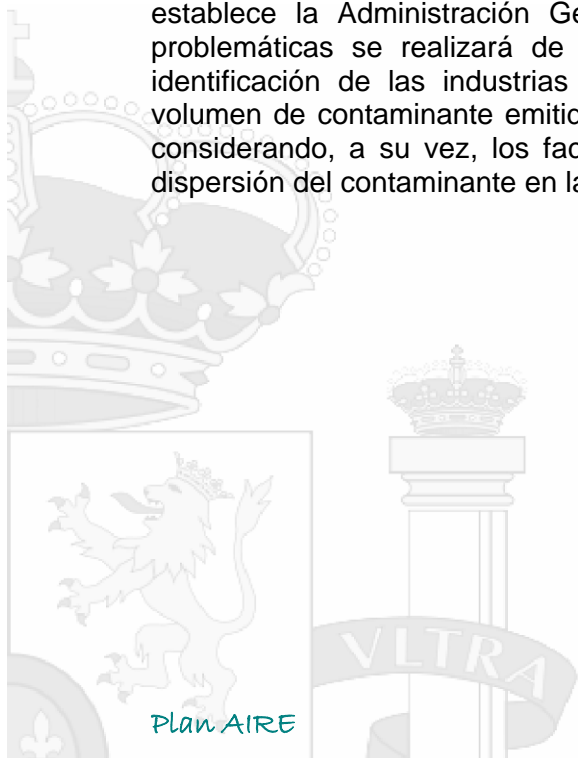 establece la Administración Ge
problemáticas se realizará de
identificación de las industrias
volumen de contaminante emitid
considerando, a su vez, los fac
dispersión del contaminante en la
VLTRA
Plan AIRE